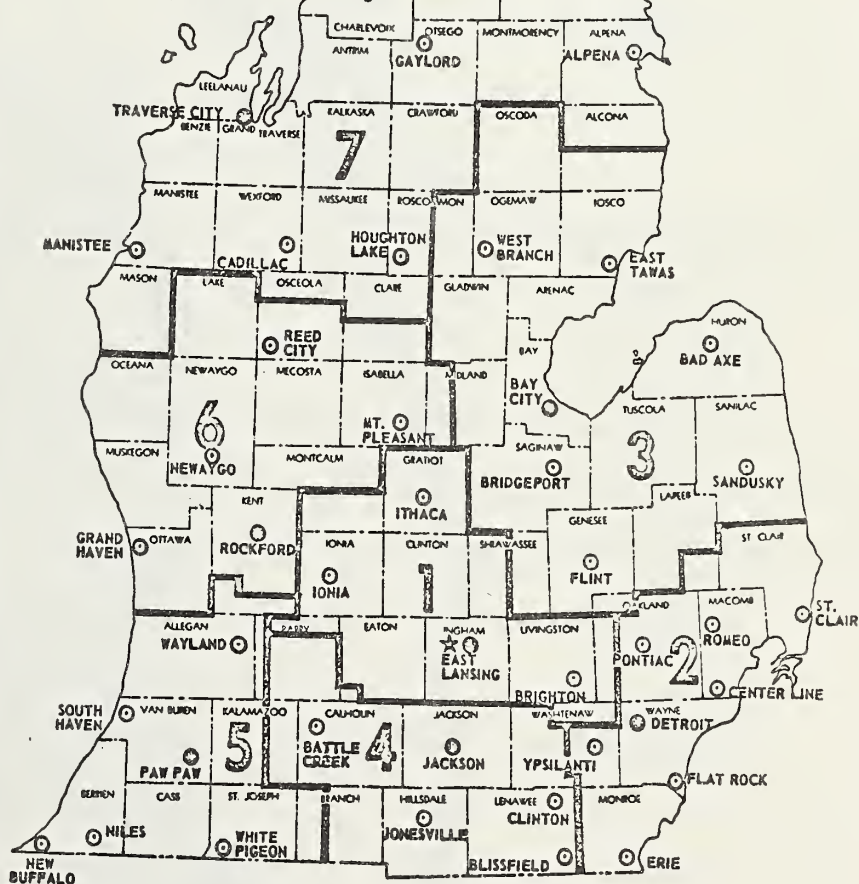 CHARLEVOIX
OTSEGO
MONTMORENCY
ALPENA
ANTRIM
GAYLORD
ALPENA
LEELANAU
TRAVERSE CITY
BENZIE
GRAND
TRAVERSE
KALKASKA
CRAWFORD
OSCODA
ALCONA
7
MANISTEE
WEXFORD
MISSAUKEE
ROSCOMMON
OGEMAW
IOSCO
MANISTEE
CADILLAC
HOUGHTON
LAKE
WEST
BRANCH
EAST
TAWAS
MASON
LAKE
OSCEOLA
CLARE
GLADWIN
ARENAC
REED
CITY
HURON
BAD AXE
OCEANA
NEWAYGO
MECOSTA
ISABELLA
MIDLAND
BAY
BAY
CITY
TUSCOLA
SANILAC
6
MT.
PLEASANT
3
MUSKEGON
NEWAYGO
MONTCALM
GRATIOT
SAGINAW
BRIDGEPORT
SANDUSKY
KENT
ITHACA
LAPEER
GRAND
HAVEN
OTTAWA
ROCKFORD
IONIA
CLINTON
SHIAWASSEE
GENESEE
ST. CLAIR
IONIA
1
FLINT
ALLEGAN
WAYLAND
BARRY
EATON
INGHAM
EAST
LANSING
LIVINGSTON
OAKLAND
MACOMB
ST.
CLAIR
PONTIAC
2
ROMEO
BRIGHTON
CENTER LINE
SOUTH
HAVEN
VAN BUREN
KALAMAZOO
CALHOUN
JACKSON
WASHTENAW
WAYNE
DETROIT
5
BATTLE
CREEK
4
JACKSON
YPSILANTI
PAW PAW
FLAT ROCK
BERRIEN
CASS
ST. JOSEPH
BRANCH
HILLSDALE
LENAWEE
MONROE
CLINTON
NILES
WHITE
PIGEON
JONESVILLE
BLISSFIELD
ERIE
NEW
BUFFALO